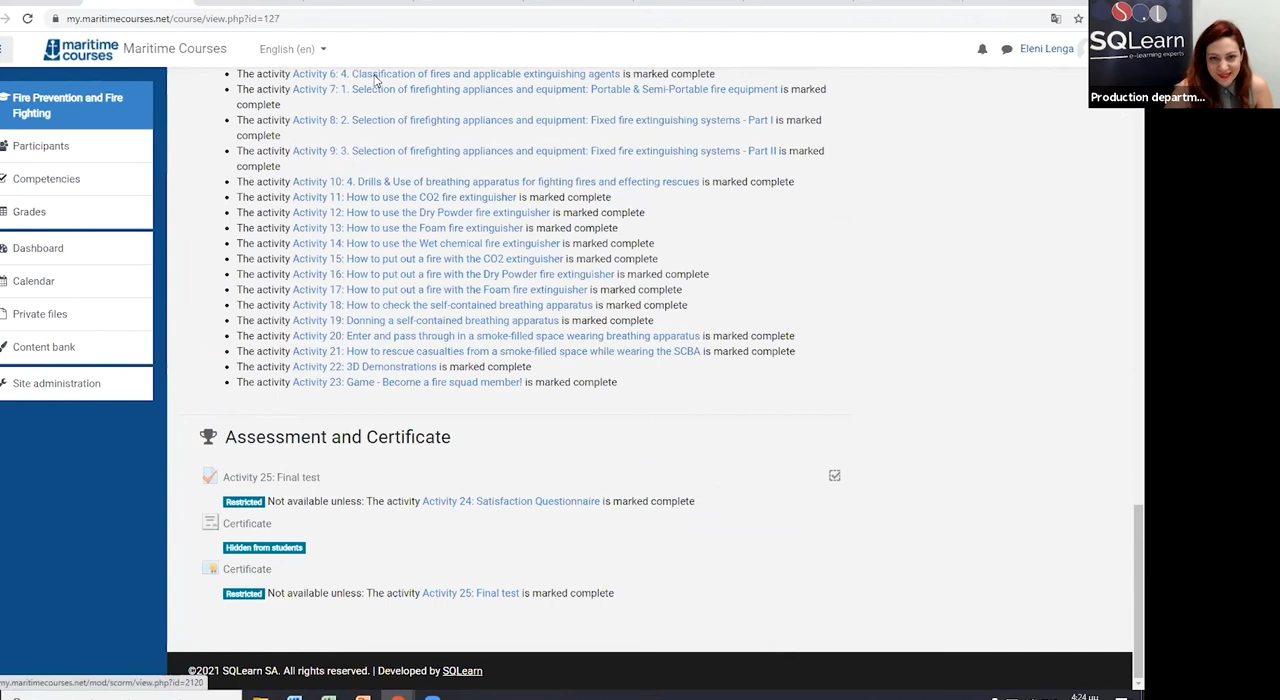 my.maritimecourses.net/course/view.php?id=127
maritime courses Maritime Courses English (en) Eleni Lenga
SQLearn
e-learning experts
Production departm...
Fire Prevention and Fire Fighting
Participants
Competencies
Grades
Dashboard
Calendar
Private files
Content bank
Site administration
The activity Activity 6: 4. Classification of fires and applicable extinguishing agents is marked complete
The activity Activity 7: 1. Selection of firefighting appliances and equipment: Portable & Semi-Portable fire equipment is marked
complete
The activity Activity 8: 2. Selection of firefighting appliances and equipment: Fixed fire extinguishing systems - Part I is marked
complete
The activity Activity 9: 3. Selection of firefighting appliances and equipment: Fixed fire extinguishing systems - Part II is marked
complete
The activity Activity 10: 4. Drills & Use of breathing apparatus for fighting fires and effecting rescues is marked complete
The activity Activity 11: How to use the CO2 fire extinguisher is marked complete
The activity Activity 12: How to use the Dry Powder fire extinguisher is marked complete
The activity Activity 13: How to use the Foam fire extinguisher is marked complete
The activity Activity 14: How to use the Wet chemical fire extinguisher is marked complete
The activity Activity 15: How to put out a fire with the CO2 extinguisher is marked complete
The activity Activity 16: How to put out a fire with the Dry Powder fire extinguisher is marked complete
The activity Activity 17: How to put out a fire with the Foam fire extinguisher is marked complete
The activity Activity 18: How to check the self-contained breathing apparatus is marked complete
The activity Activity 19: Donning a self-contained breathing apparatus is marked complete
The activity Activity 20: Enter and pass through in a smoke-filled space wearing breathing apparatus is marked complete
The activity Activity 21: How to rescue casualties from a smoke-filled space while wearing the SCBA is marked complete
The activity Activity 22: 3D Demonstrations is marked complete
The activity Activity 23: Game - Become a fire squad member! is marked complete
Assessment and Certificate
Activity 25: Final test
Restricted Not available unless: The activity Activity 24: Satisfaction Questionnaire is marked complete
Certificate
Hidden from students
Certificate
Restricted Not available unless: The activity Activity 25: Final test is marked complete
©2021 SQLearn SA. All rights reserved. | Developed by SQLearn
my.maritimecourses.net/mod/scorm/view.php?id=2120
4:24 μμ